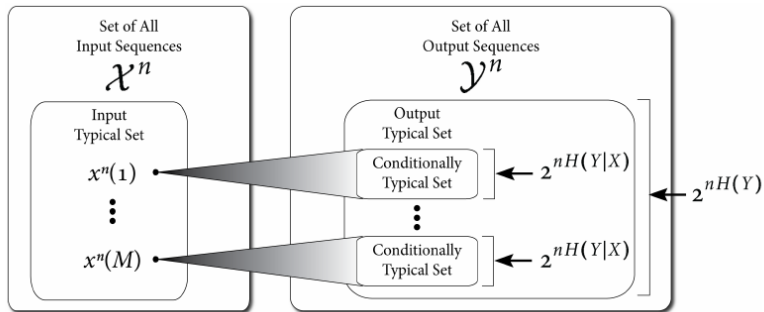 Set of All
Input Sequences
𝒳ⁿ
Input
Typical Set
xⁿ(1)
xⁿ(M)
Set of All
Output Sequences
𝒴ⁿ
Output
Typical Set
Conditionally
Typical Set
2^{nH(Y|X)}
Conditionally
Typical Set
2^{nH(Y|X)}
2^{nH(Y)}